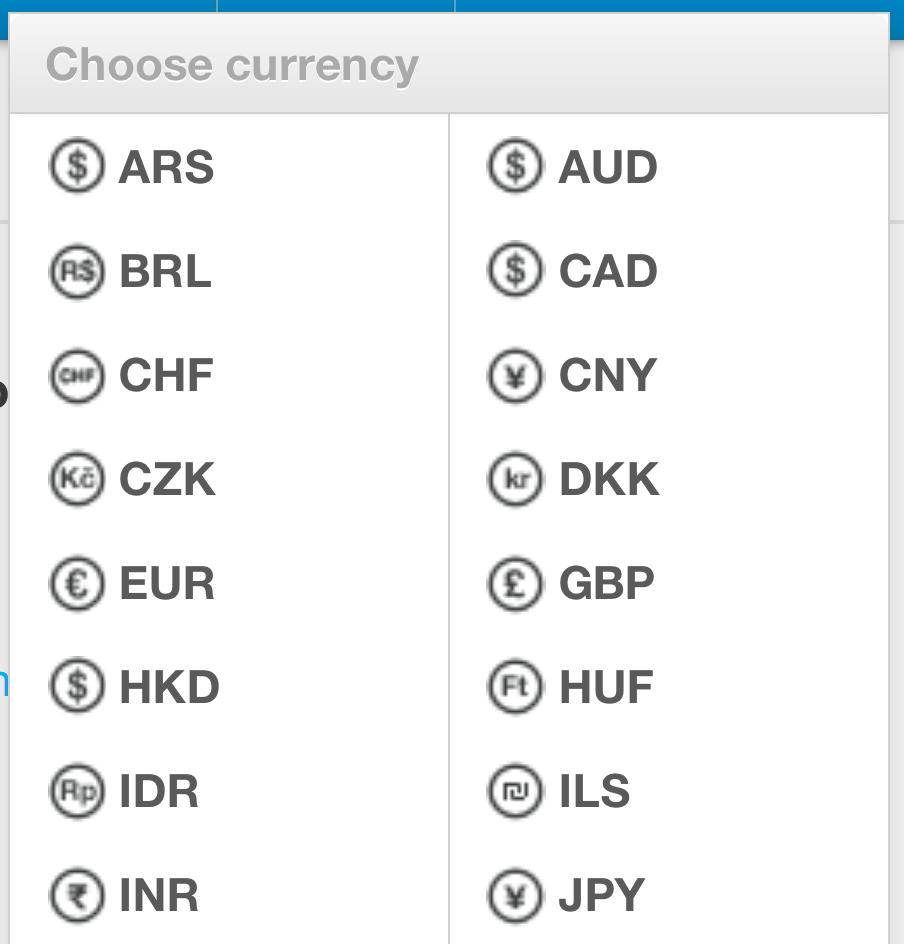 Choose currency
$ ARS
$ AUD
R$ BRL
$ CAD
CHF CHF
¥ CNY
Kč CZK
kr DKK
€ EUR
£ GBP
$ HKD
Ft HUF
Rp IDR
₪ ILS
₹ INR
¥ JPY